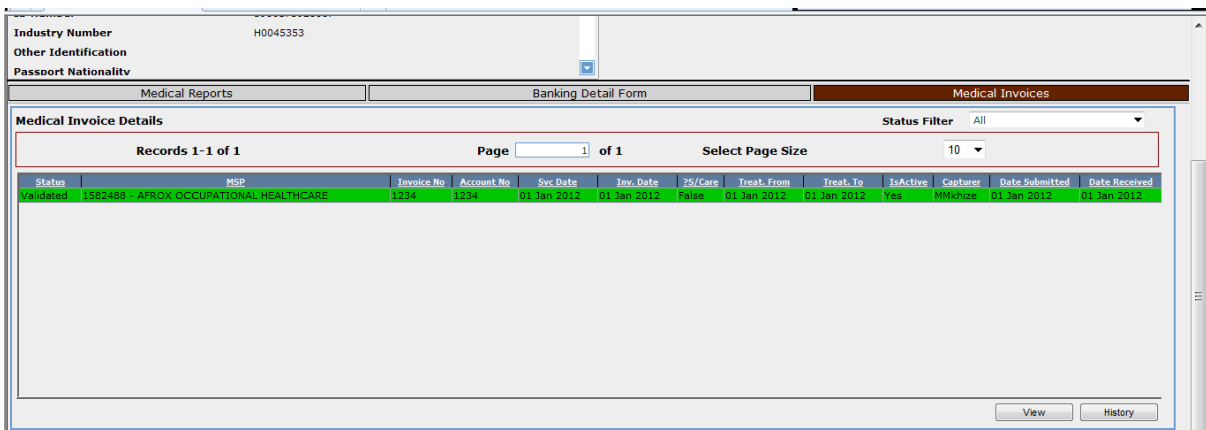 Industry Number H0045353
Other Identification
Passport Nationality
Medical Reports Banking Detail Form Medical Invoices
Medical Invoice Details Status Filter All
Records 1-1 of 1 Page 1 of 1 Select Page Size 10
Status MSP Invoice No Account No Svc Date Inv. Date ?S/Care Treat. From Treat. To IsActive Capturer Date Submitted Date Received
Validated 1582488 - AFROX OCCUPATIONAL HEALTHCARE 1234 1234 01 Jan 2012 01 Jan 2012 False 01 Jan 2012 01 Jan 2012 Yes MMkhize 01 Jan 2012 01 Jan 2012
View History